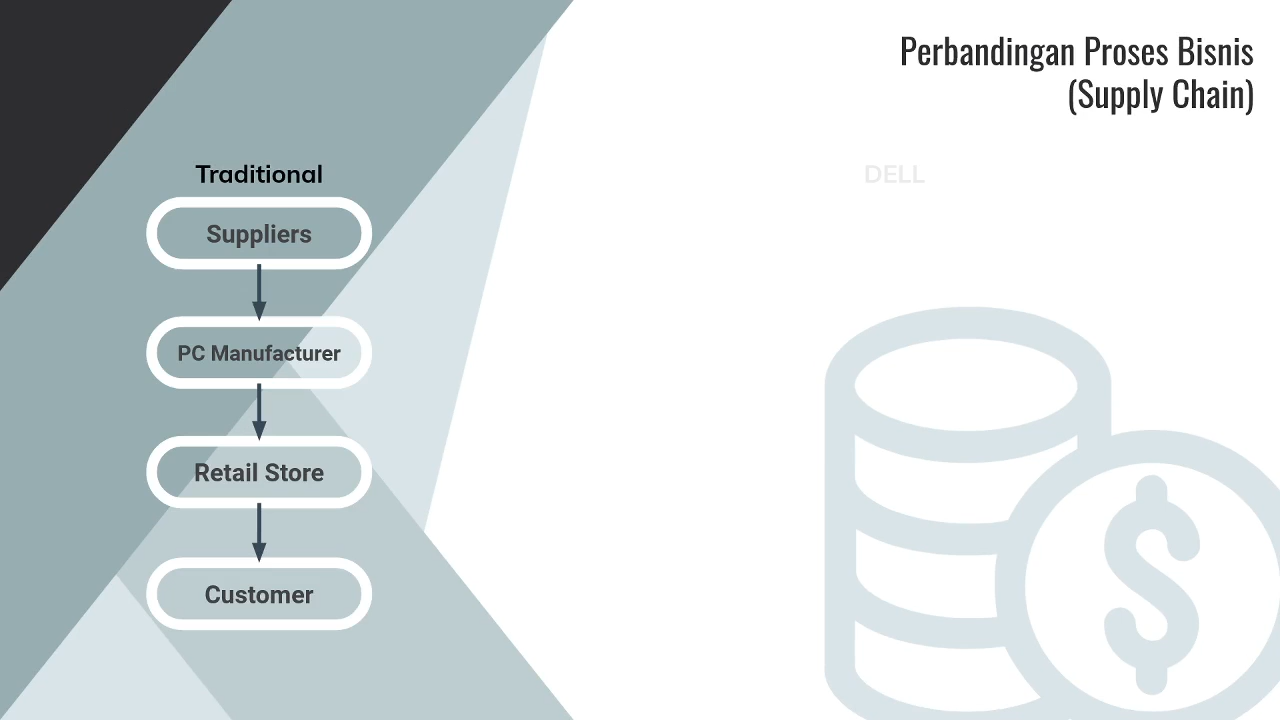 Perbandingan Proses Bisnis
(Supply Chain)
Traditional
Suppliers
PC Manufacturer
Retail Store
Customer
DELL
$